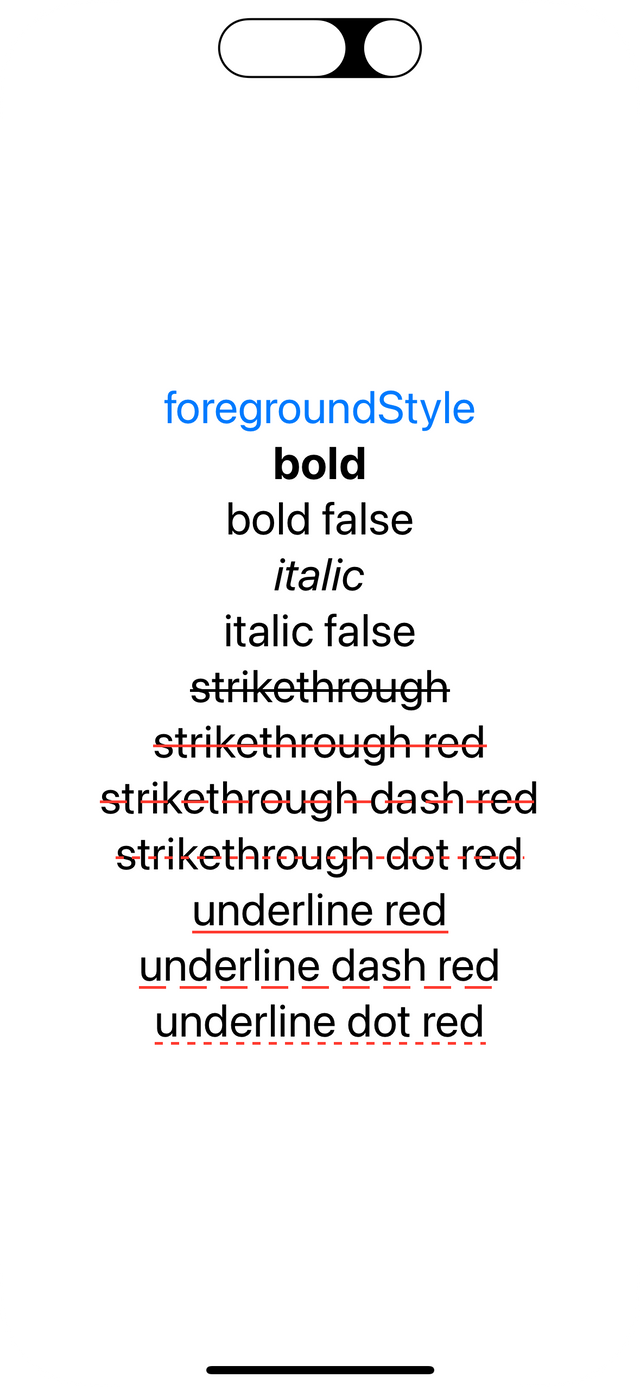 foregroundStyle
bold
bold false
italic
italic false
strikethrough
strikethrough red
strikethrough dash red
strikethrough dot red
underline red
underline dash red
underline dot red